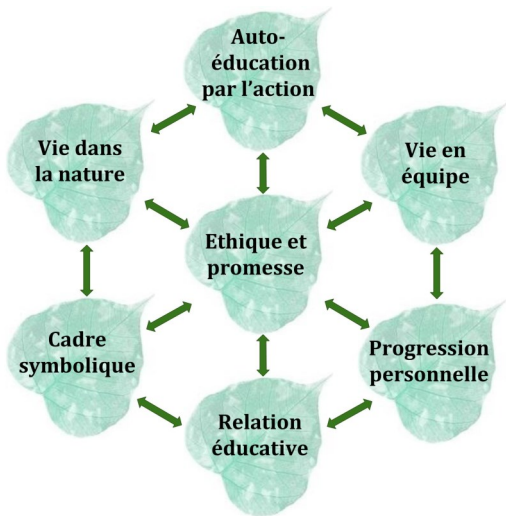 Auto-
éducation
par l’action
Vie dans
la nature
Vie en
équipe
Ethique et
promesse
Cadre
symbolique
Progression
personnelle
Relation
éducative